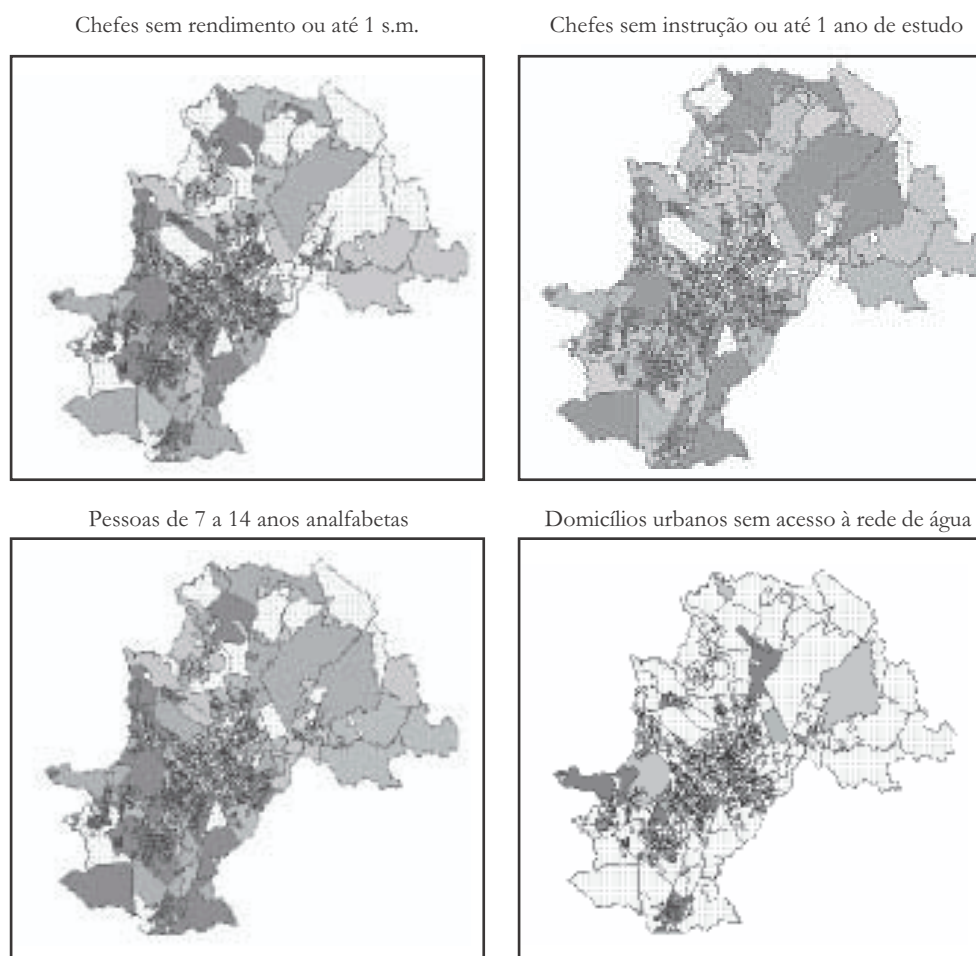 Chefes sem rendimento ou até 1 s.m.
Chefes sem instrução ou até 1 ano de estudo
Pessoas de 7 a 14 anos analfabetas
Domicílios urbanos sem acesso à rede de água